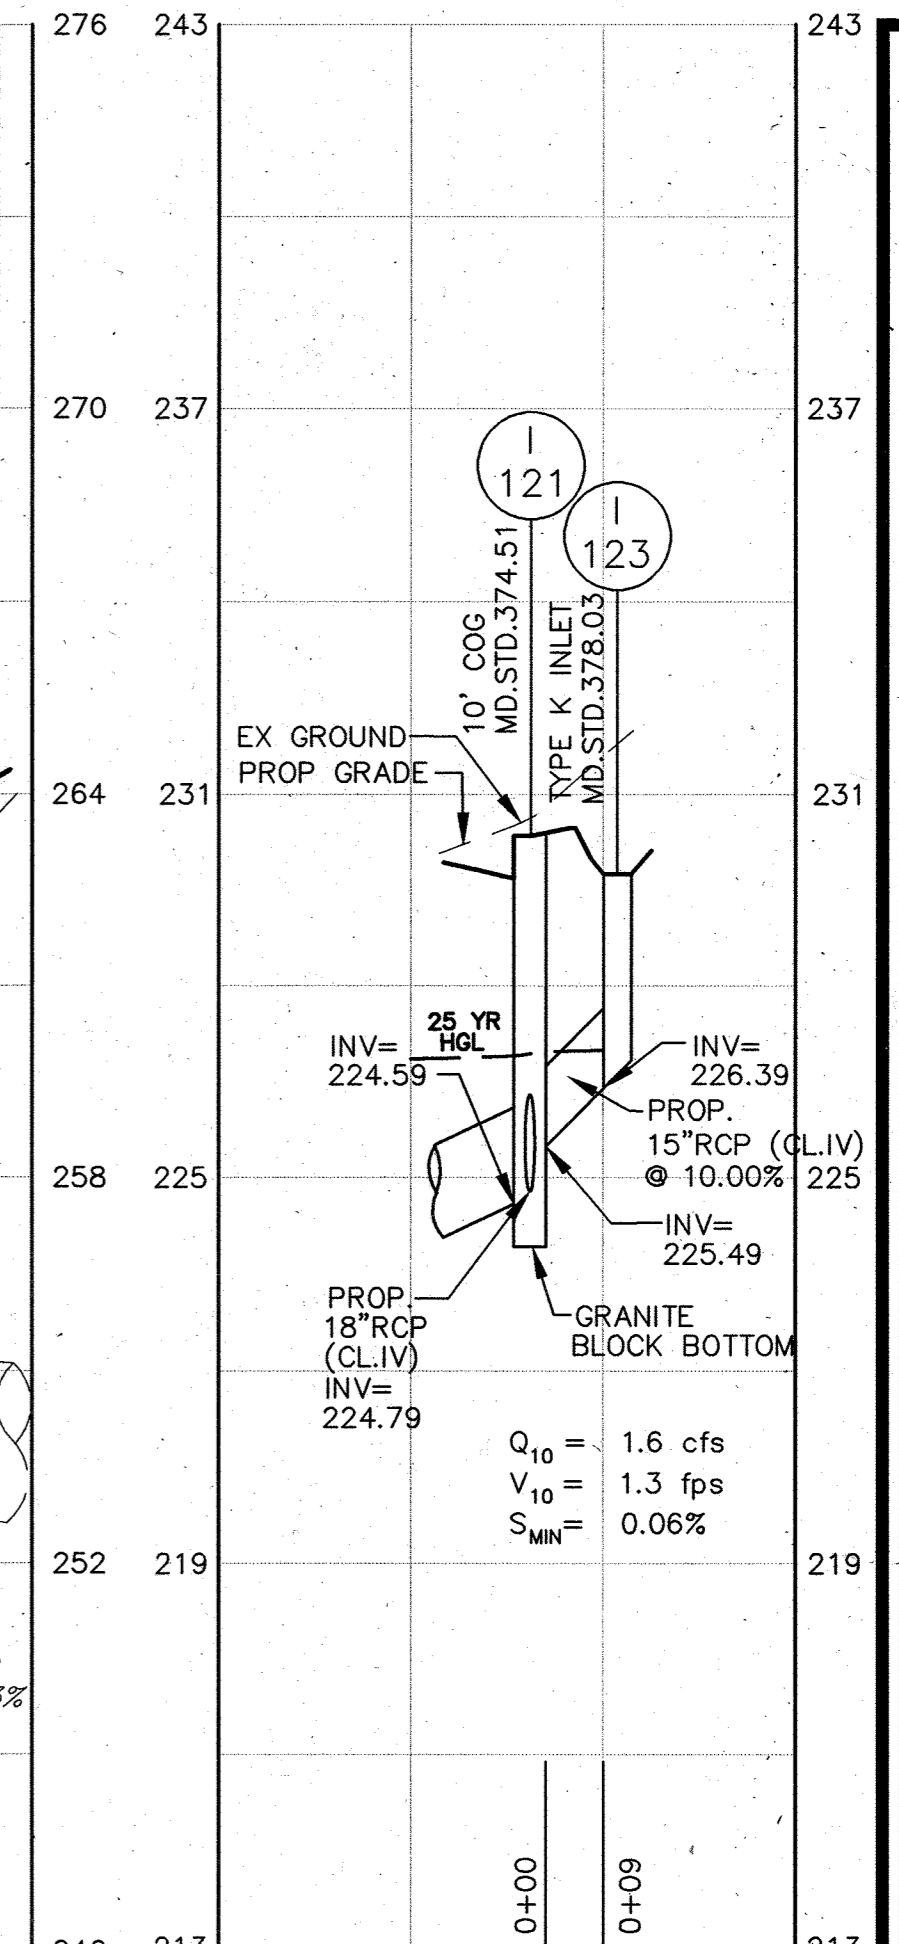 276 243 243
270 237 237
I
121
I
123
10' COG
MD.STD.374.51
TYPE K INLET
MD.STD.378.03
EX GROUND
PROP GRADE
264 231 231
25 YR
HGL
INV=
224.59
INV=
226.39
PROP.
15"RCP (CL.IV)
@ 10.00%
258 225 225
INV=
225.49
PROP.
18"RCP
(CL.IV)
INV=
224.79
GRANITE
BLOCK BOTTOM
Q10 = 1.6 cfs
V10 = 1.3 fps
SMIN= 0.06%
252 219 219
0+00
0+09